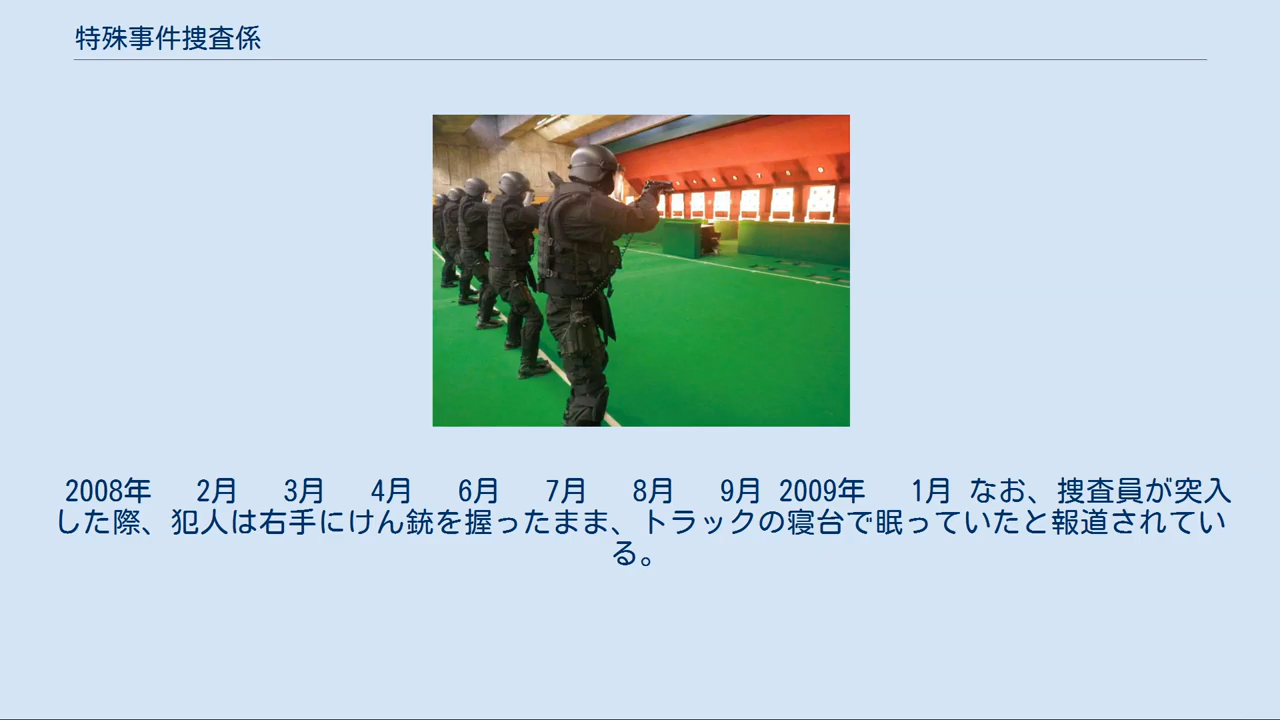 特殊事件捜査係
2008年　 2月　 3月　 4月　 6月　 7月　 8月　 9月 2009年　 1月 なお、捜査員が突入
した際、犯人は右手にけん銃を握ったまま、トラックの寝台で眠っていたと報道されてい
る。